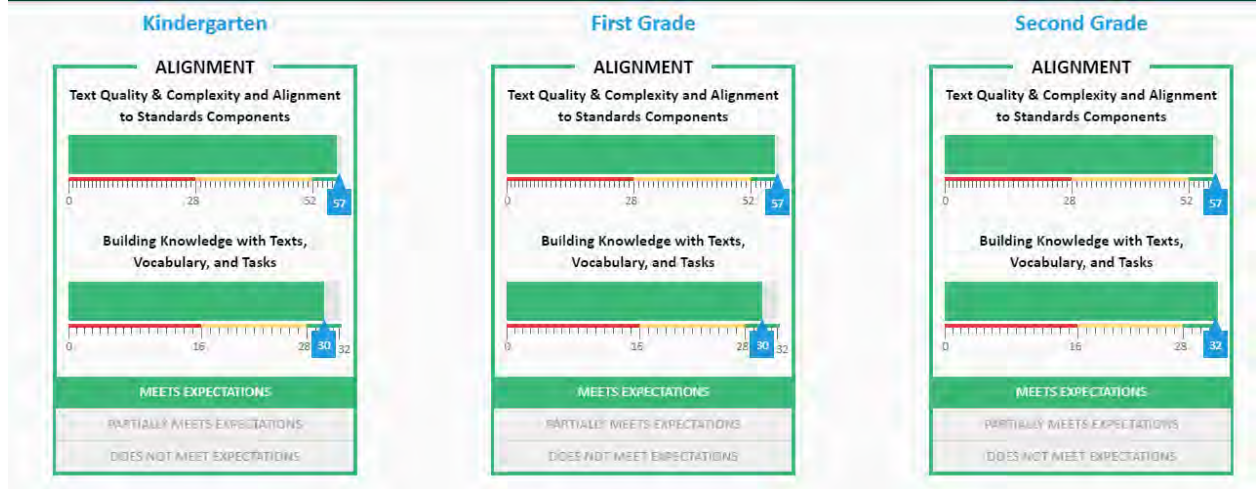 Kindergarten
ALIGNMENT
Text Quality & Complexity and Alignment
to Standards Components
0 28 52 57
Building Knowledge with Texts,
Vocabulary, and Tasks
0 16 28 30 32
MEETS EXPECTATIONS
PARTIALLY MEETS EXPECTATIONS
DOES NOT MEET EXPECTATIONS
First Grade
ALIGNMENT
Text Quality & Complexity and Alignment
to Standards Components
0 28 52 57
Building Knowledge with Texts,
Vocabulary, and Tasks
0 16 28 30 32
MEETS EXPECTATIONS
PARTIALLY MEETS EXPECTATIONS
DOES NOT MEET EXPECTATIONS
Second Grade
ALIGNMENT
Text Quality & Complexity and Alignment
to Standards Components
0 28 52 57
Building Knowledge with Texts,
Vocabulary, and Tasks
0 16 28 32
MEETS EXPECTATIONS
PARTIALLY MEETS EXPECTATIONS
DOES NOT MEET EXPECTATIONS